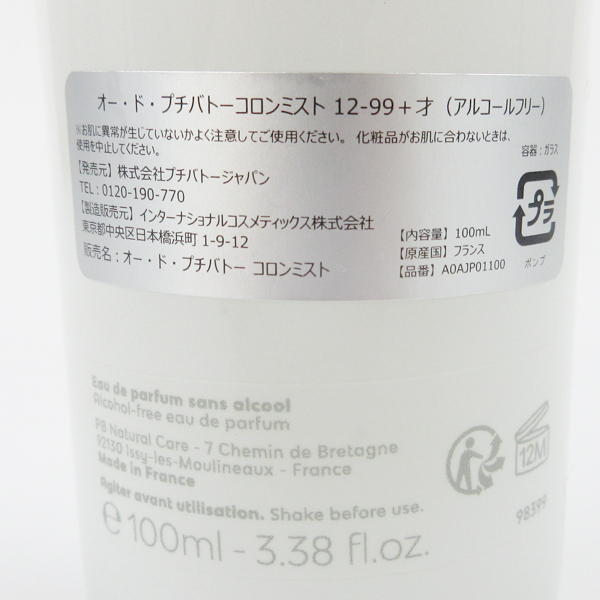 オー・ド・プチバトーコロンミスト 12-99+才（アルコールフリー）
※お肌に異常が生じていないかよく注意してご使用ください。化粧品がお肌に合わないときは、
使用を中止してください。
容器：ガラス
【発売元】株式会社プチバトージャパン
TEL：0120-190-770
【製造販売元】インターナショナルコスメティックス株式会社
東京都中央区日本橋浜町 1-9-12
販売名：オー・ド・プチバトー コロンミスト
【内容量】100mL
【原産国】フランス
【品番】A0AJP01100
プラ
ポンプ
Eau de parfum sans alcool
Alcohol-free eau de parfum
PB Natural Care - 7 Chemin de Bretagne
92130 Issy-les-Moulineaux - France
Made in France
Agiter avant utilisation. Shake before use.
e 100ml - 3.38 fl.oz.
12M
98399